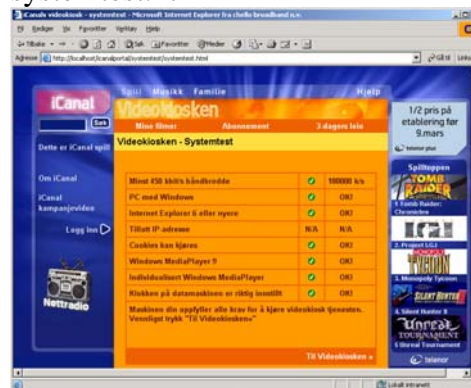 iCanals videokiosk - systemtest - Microsoft Internet Explorer fra chello broadband n.v.
Fil Rediger Vis Favoritter Verktøy Hjelp
Tilbake Søk Favoritter Medier
Adresse http://localhost/icanalportal/systemtest/systemtest.html Gå til
Spill Musikk Familie Hjelp
iCanal
Videokiosken
Søk
Mine filmer Abonnement 3 dagers leie
Dette er iCanal spill
Om iCanal
iCanal
kampanjevideo
Logg inn
Nettradio
Videokiosken - Systemtest
Minst 450 kbit/s båndbredde 100000 k/s
PC med Windows OK!
Internet Explorer 6 eller nyere OK!
Tillatt IP-adresse N/A N/A
Cookies kan kjøres OK!
Windows MediaPlayer 9 OK!
Individualisert Windows MediaPlayer OK!
Klokken på datamaskinen er riktig innstilt OK!
Maskinen din oppfyller alle krav for å kjøre videokiosk tjenesten.
Vennligst trykk "Til Videokiosken»"
Til Videokiosken »
1/2 pris på
etablering før
9.mars
telenor plus
Spilltoppen
TOMB
RAIDER
1 Tomb Raider:
Chronicles
IGI
2. Project IGI
TYCOON
3. Monopoly Tycoon
SILENT HUNTER
4. Silent Hunter II
Unreal
TOURNAMENT
5 Unreal Tournament
telenor
Lokalt intranett